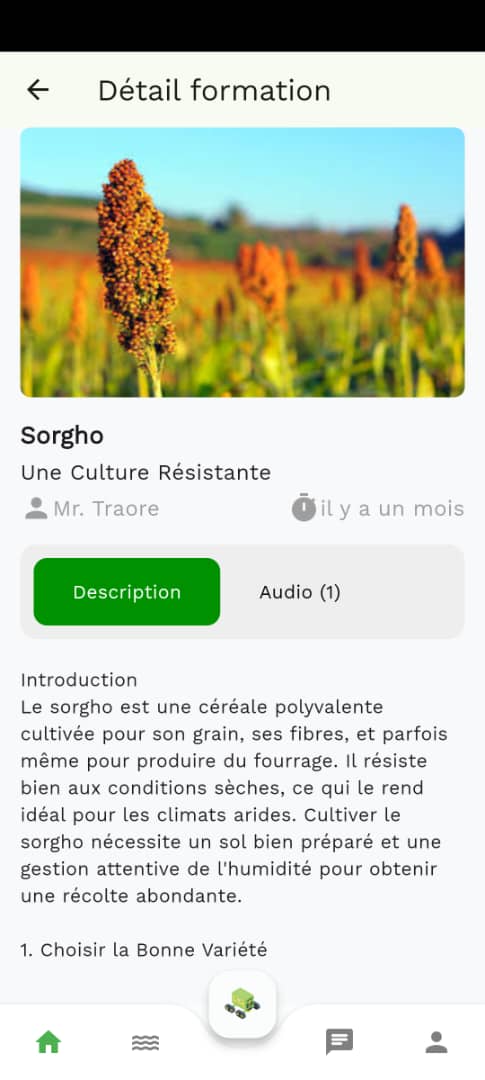 Détail formation
Sorgho
Une Culture Résistante
Mr. Traore
il y a un mois
Description
Audio (1)
Introduction
Le sorgho est une céréale polyvalente
cultivée pour son grain, ses fibres, et parfois
même pour produire du fourrage. Il résiste
bien aux conditions sèches, ce qui le rend
idéal pour les climats arides. Cultiver le
sorgho nécessite un sol bien préparé et une
gestion attentive de l'humidité pour obtenir
une récolte abondante.
1. Choisir la Bonne Variété